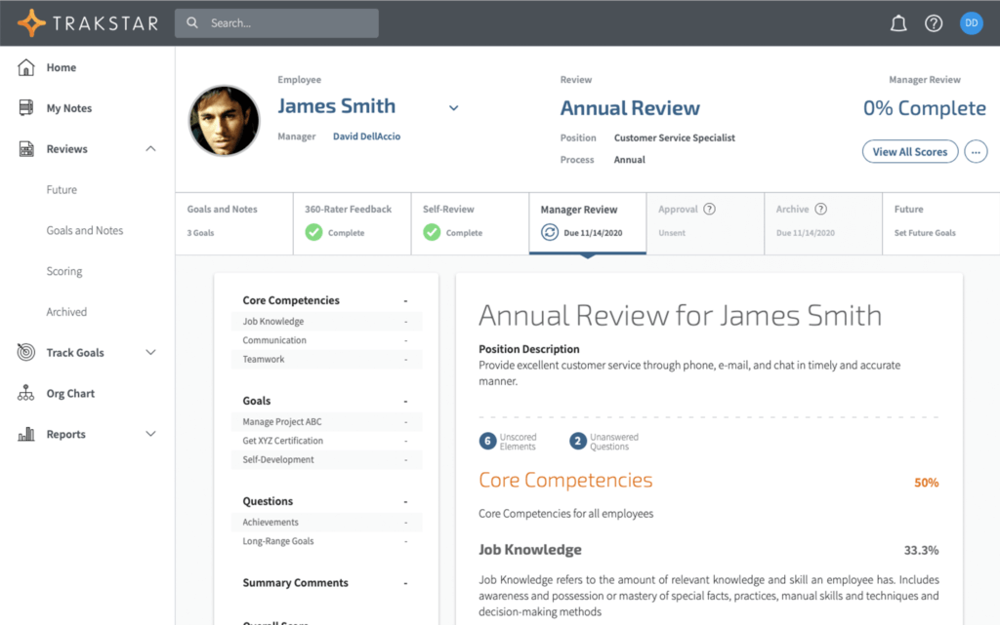 TRAKSTAR
Search...
DD
Home
My Notes
Reviews
Future
Goals and Notes
Scoring
Archived
Track Goals
Org Chart
Reports
Employee
James Smith
Manager David DellAccio
Review
Annual Review
Position Customer Service Specialist
Process Annual
Manager Review
0% Complete
View All Scores
...
Goals and Notes
3 Goals
360-Rater Feedback
Complete
Self-Review
Complete
Manager Review
Due 11/14/2020
Approval ?
Unsent
Archive ?
Due 11/14/2020
Future
Set Future Goals
Core Competencies -
Job Knowledge -
Communication -
Teamwork -
Goals -
Manage Project ABC -
Get XYZ Certification -
Self-Development -
Questions -
Achievements -
Long-Range Goals -
Summary Comments -
Overall Score
Annual Review for James Smith
Position Description
Provide excellent customer service through phone, e-mail, and chat in timely and accurate
manner.
6 Unscored
Elements
2 Unanswered
Questions
Core Competencies 50%
Core Competencies for all employees
Job Knowledge 33.3%
Job Knowledge refers to the amount of relevant knowledge and skill an employee has. Includes
awareness and possession or mastery of special facts, practices, manual skills and techniques and
decision-making methods